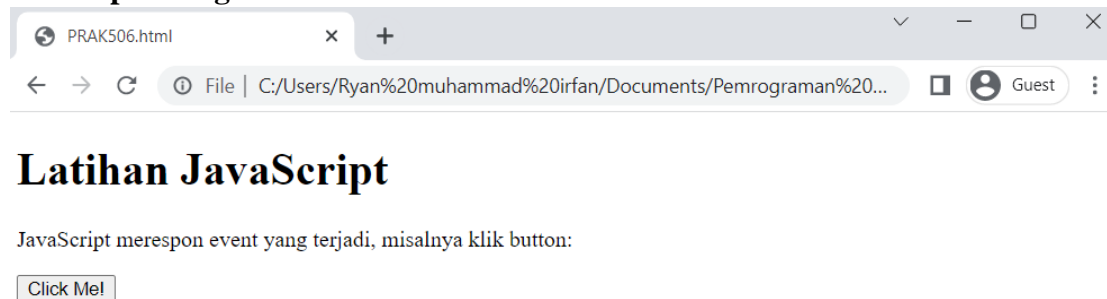 PRAK506.html
File | C:/Users/Ryan%20muhammad%20irfan/Documents/Pemrograman%20... Guest
Latihan JavaScript
JavaScript merespon event yang terjadi, misalnya klik button:
Click Me!